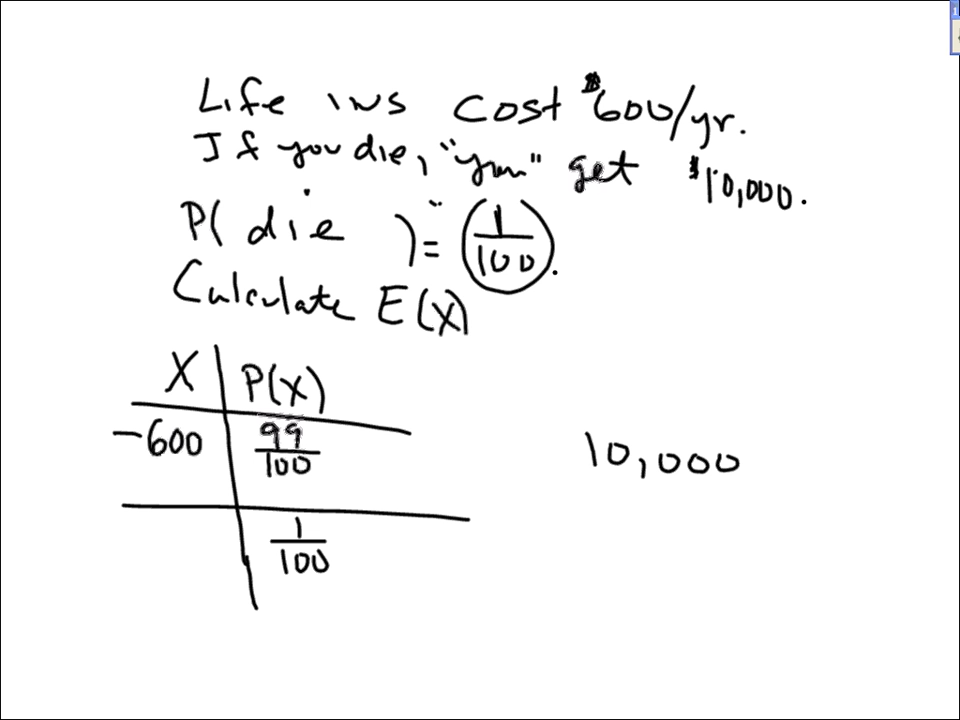 Life ins cost $600/yr.
If you die, "you" get $10,000.
P( die ) = (1/100).
Calculate E(X)
X P(X)
-600 99/100
10,000
1/100
1